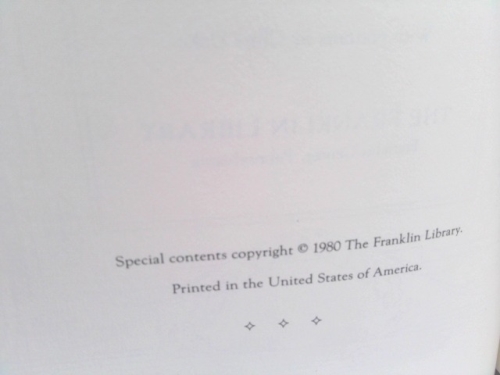 Special contents copyright © 1980 The Franklin Library.
Printed in the United States of America.